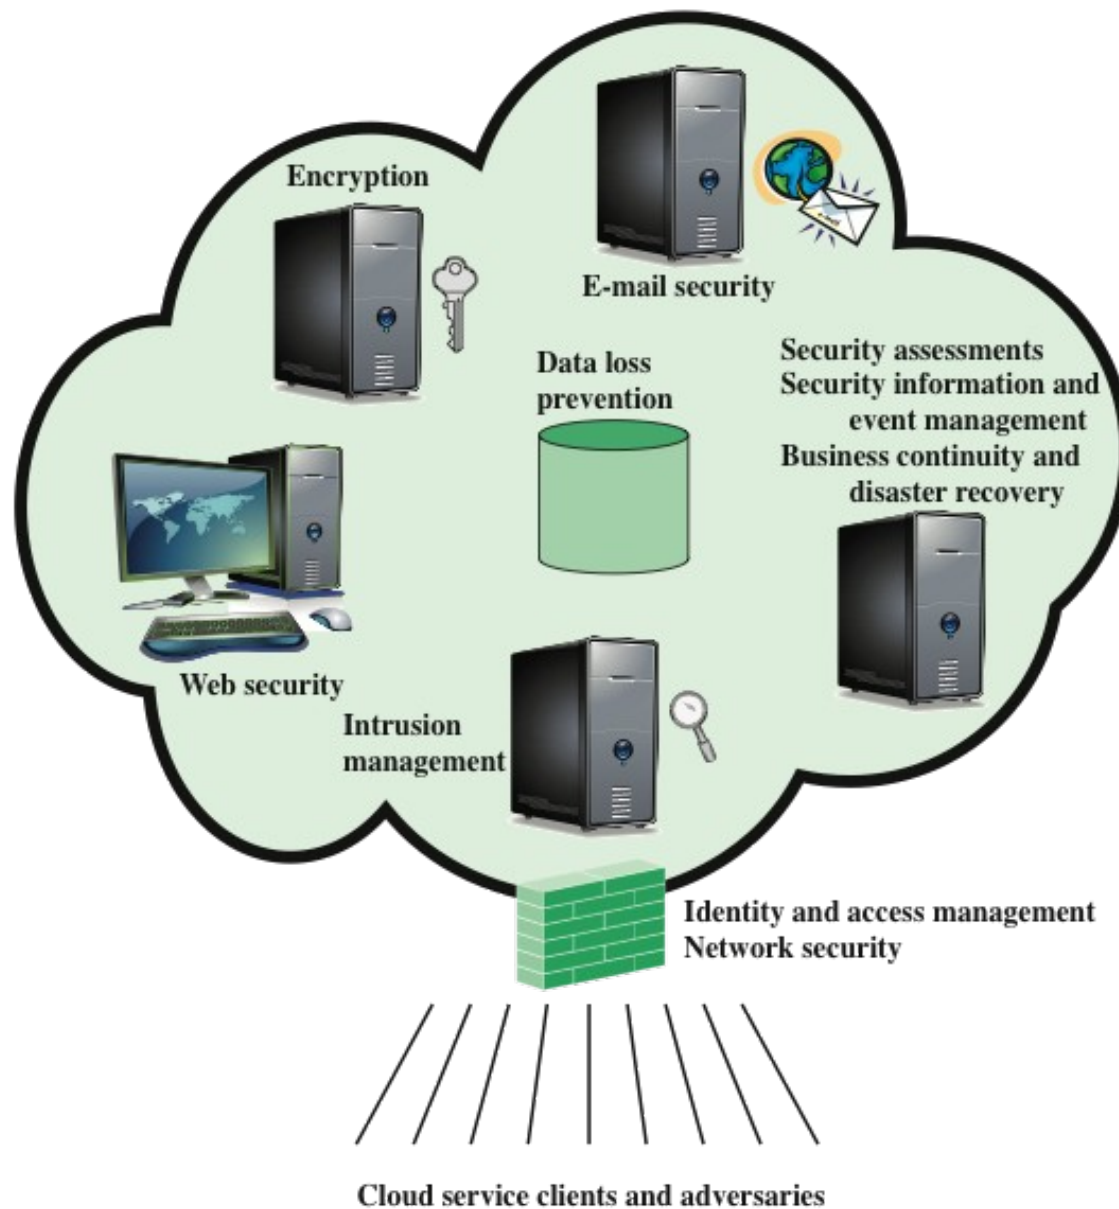 Encryption
E-mail security
Data loss
prevention
Security assessments
Security information and
event management
Business continuity and
disaster recovery
Web security
Intrusion
management
Identity and access management
Network security
Cloud service clients and adversaries